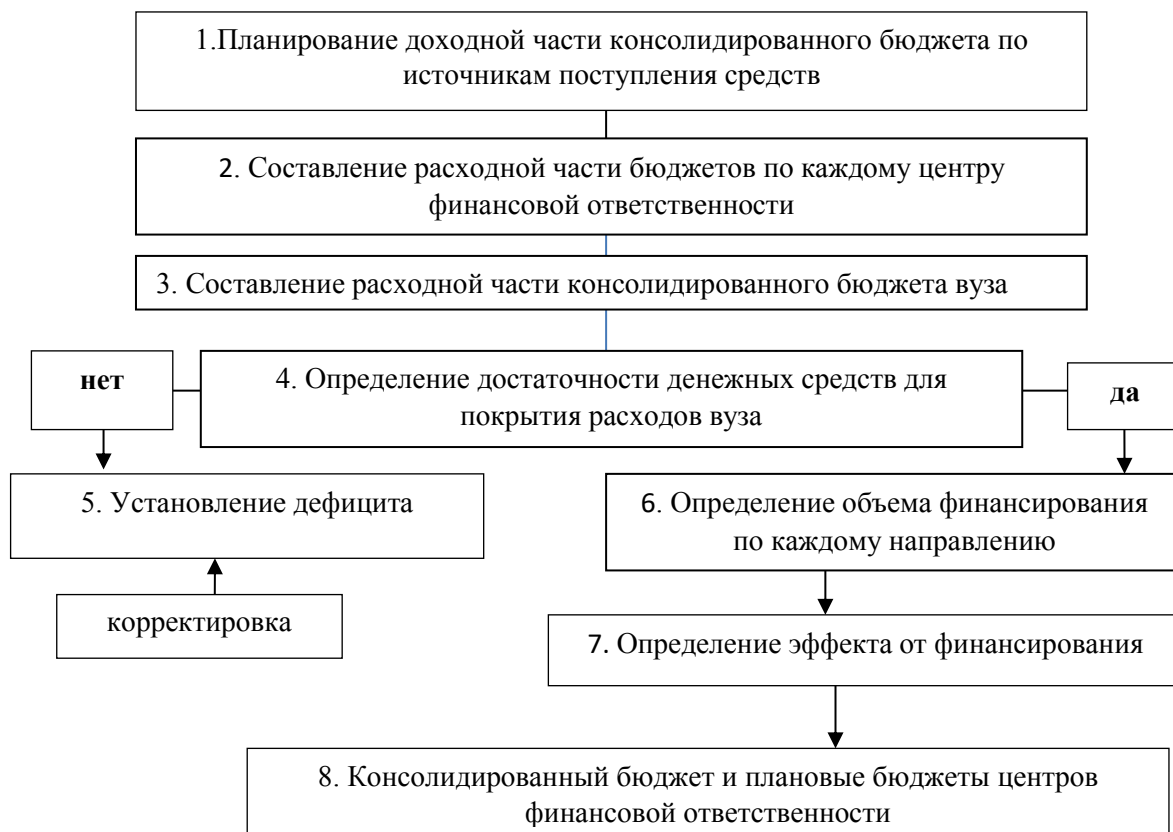 1.Планирование доходной части консолидированного бюджета по
источникам поступления средств
2. Составление расходной части бюджетов по каждому центру
финансовой ответственности
3. Составление расходной части консолидированного бюджета вуза
нет
4. Определение достаточности денежных средств для
покрытия расходов вуза
да
5. Установление дефицита
6. Определение объема финансирования
по каждому направлению
корректировка
7. Определение эффекта от финансирования
8. Консолидированный бюджет и плановые бюджеты центров
финансовой ответственности